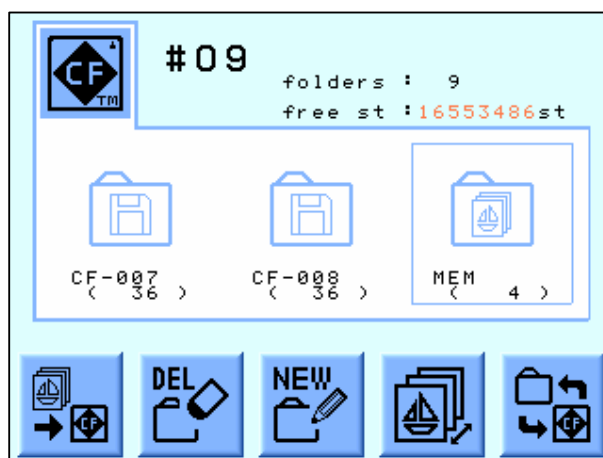 CF TM
#09
folders : 9
free st :16553486st
CF-007
( 36 )
CF-008
( 36 )
MEM
( 4 )
CF
DEL
NEW
CF